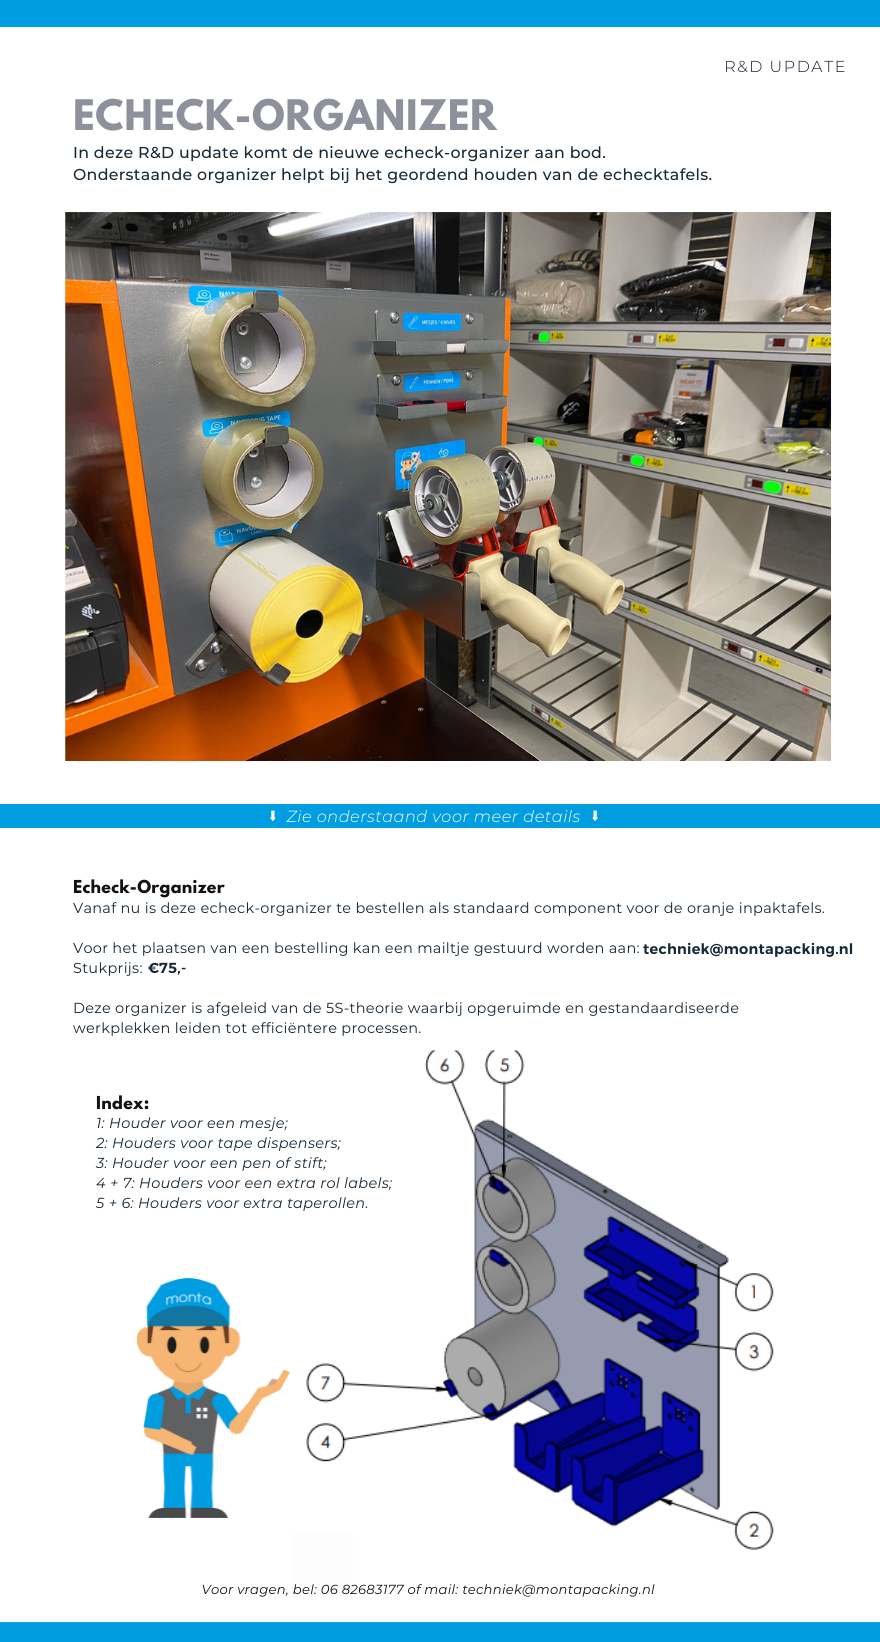 R&D UPDATE
ECHECK-ORGANIZER
In deze R&D update komt de nieuwe echeck-organizer aan bod.
Onderstaande organizer helpt bij het geordend houden van de echecktafels.
MESJES / KNIVES
PENNEN / PENS
TAPE
⬇ Zie onderstaand voor meer details ⬇
Echeck-Organizer
Vanaf nu is deze echeck-organizer te bestellen als standaard component voor de oranje inpaktafels.
Voor het plaatsen van een bestelling kan een mailtje gestuurd worden aan: techniek@montapacking.nl
Stukprijs: €75,-
Deze organizer is afgeleid van de 5S-theorie waarbij opgeruimde en gestandaardiseerde
werkplekken leiden tot efficiëntere processen.
6 5
Index:
1: Houder voor een mesje;
2: Houders voor tape dispensers;
3: Houder voor een pen of stift;
4 + 7: Houders voor een extra rol labels;
5 + 6: Houders voor extra taperollen.
monta
1
3
7
4
2
Voor vragen, bel: 06 82683177 of mail: techniek@montapacking.nl